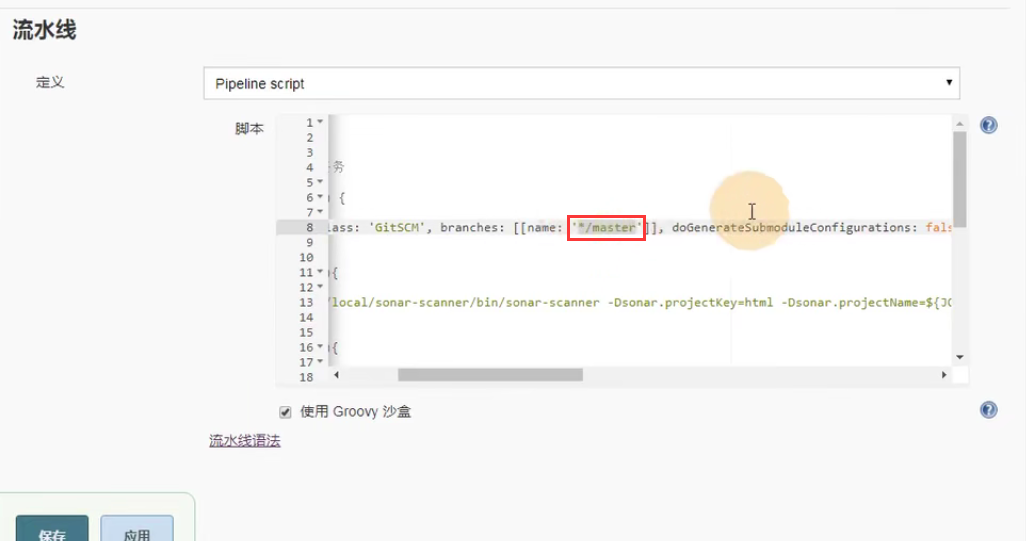 流水线
定义
Pipeline script
脚本
1
2
3
4 务
5
6 {
7
8 lass: 'GitSCM', branches: [[name: '*/master']], doGenerateSubmoduleConfigurations: fals
9
10
11 ){
12
13 /local/sonar-scanner/bin/sonar-scanner -Dsonar.projectKey=html -Dsonar.projectName=${JO
14
15
16 ){
17
18
使用 Groovy 沙盒
流水线语法
保存
应用